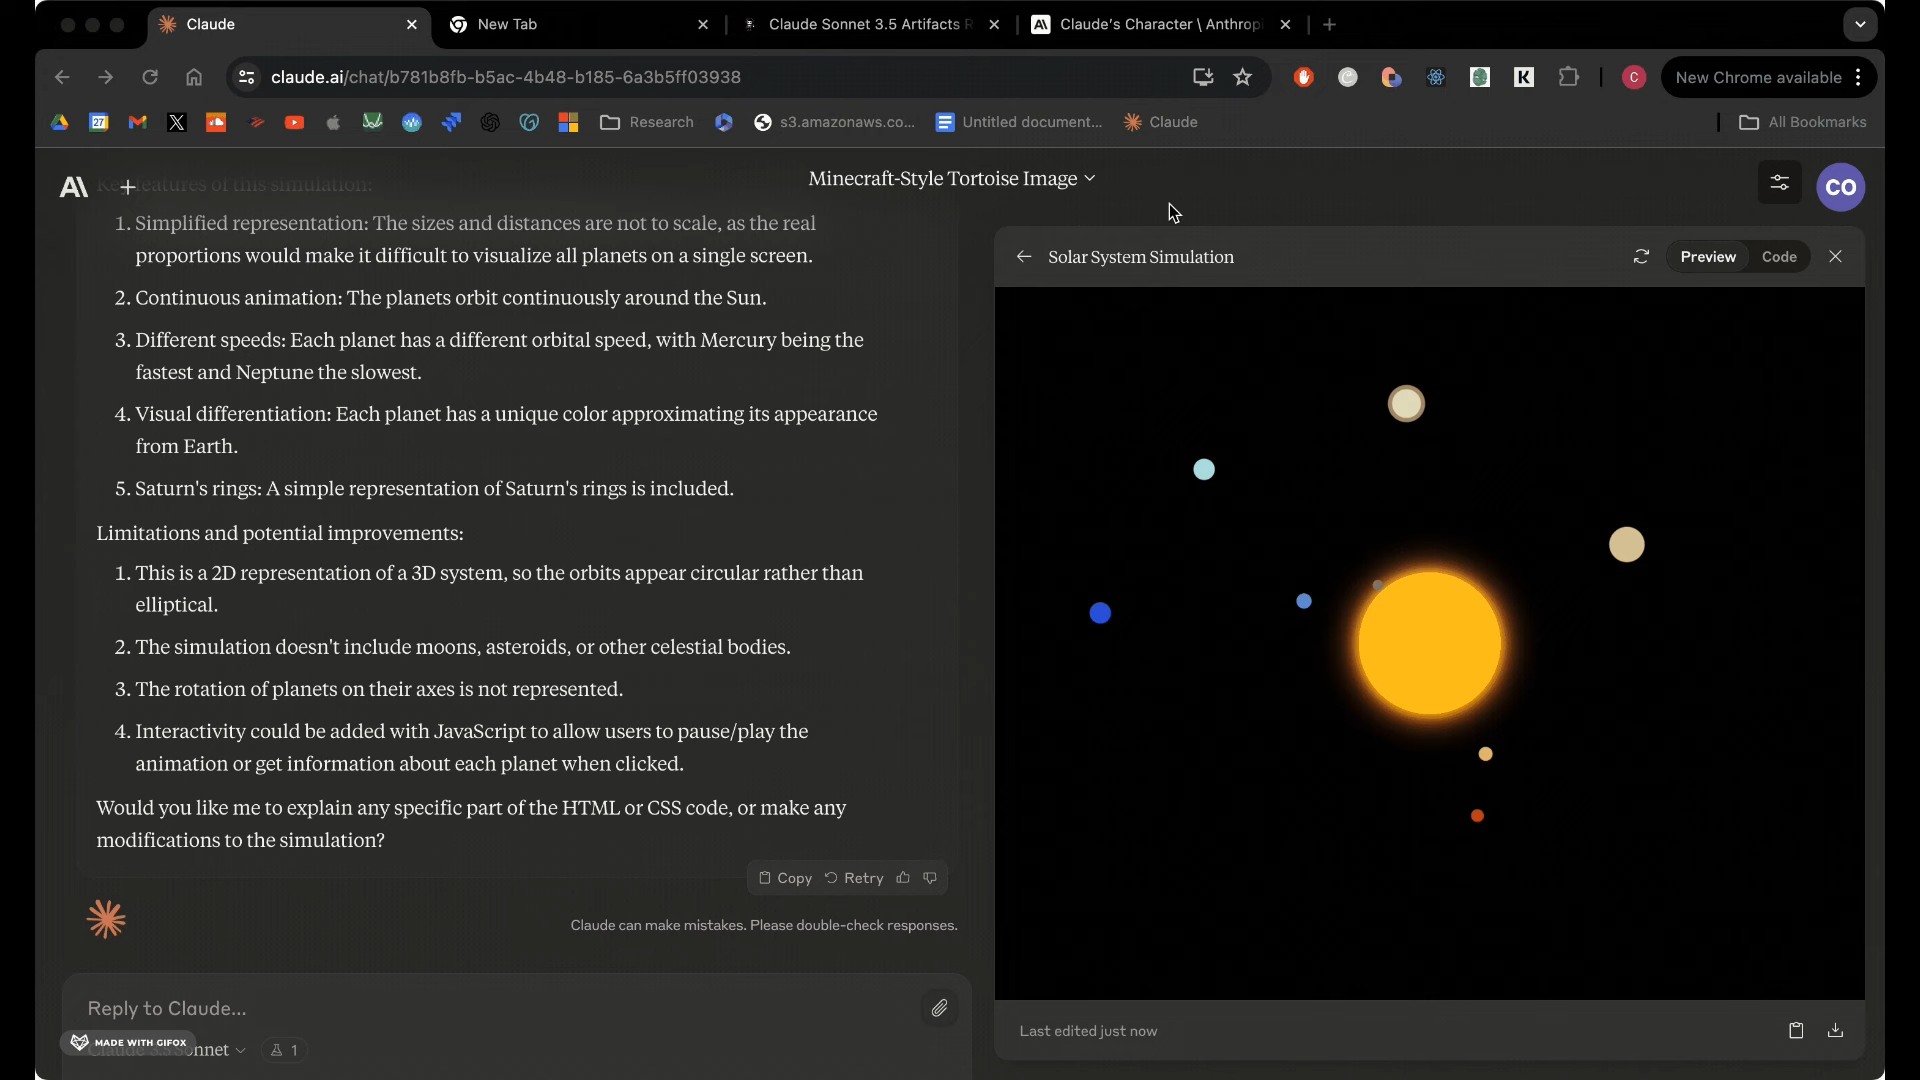 Claude
New Tab
Claude Sonnet 3.5 Artifacts R
Claude's Character \ Anthropi
claude.ai/chat/b781b8fb-b5ac-4b48-b185-6a3b5ff03938
C
New Chrome available
27
Research
s3.amazonaws.co...
Untitled document...
Claude
All Bookmarks
Minecraft-Style Tortoise Image
CO
Key features of this simulation:
1. Simplified representation: The sizes and distances are not to scale, as the real
proportions would make it difficult to visualize all planets on a single screen.
2. Continuous animation: The planets orbit continuously around the Sun.
3. Different speeds: Each planet has a different orbital speed, with Mercury being the
fastest and Neptune the slowest.
4. Visual differentiation: Each planet has a unique color approximating its appearance
from Earth.
5. Saturn's rings: A simple representation of Saturn's rings is included.
Limitations and potential improvements:
1. This is a 2D representation of a 3D system, so the orbits appear circular rather than
elliptical.
2. The simulation doesn't include moons, asteroids, or other celestial bodies.
3. The rotation of planets on their axes is not represented.
4. Interactivity could be added with JavaScript to allow users to pause/play the
animation or get information about each planet when clicked.
Would you like me to explain any specific part of the HTML or CSS code, or make any
modifications to the simulation?
Copy
Retry
Claude can make mistakes. Please double-check responses.
Reply to Claude...
MADE WITH GIFOX
nnet
1
Solar System Simulation
Preview
Code
Last edited just now